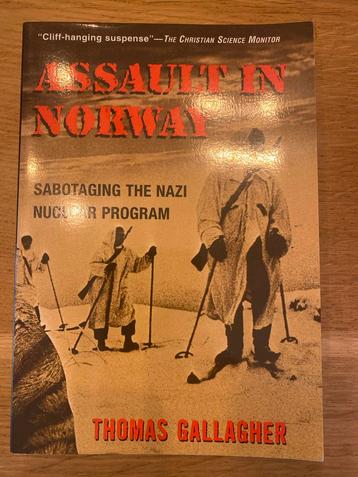 "Cliff-hanging suspense"—THE CHRISTIAN SCIENCE MONITOR
ASSAULT IN
NORWAY
SABOTAGING THE NAZI
NUCLEAR PROGRAM
THOMAS GALLAGHER